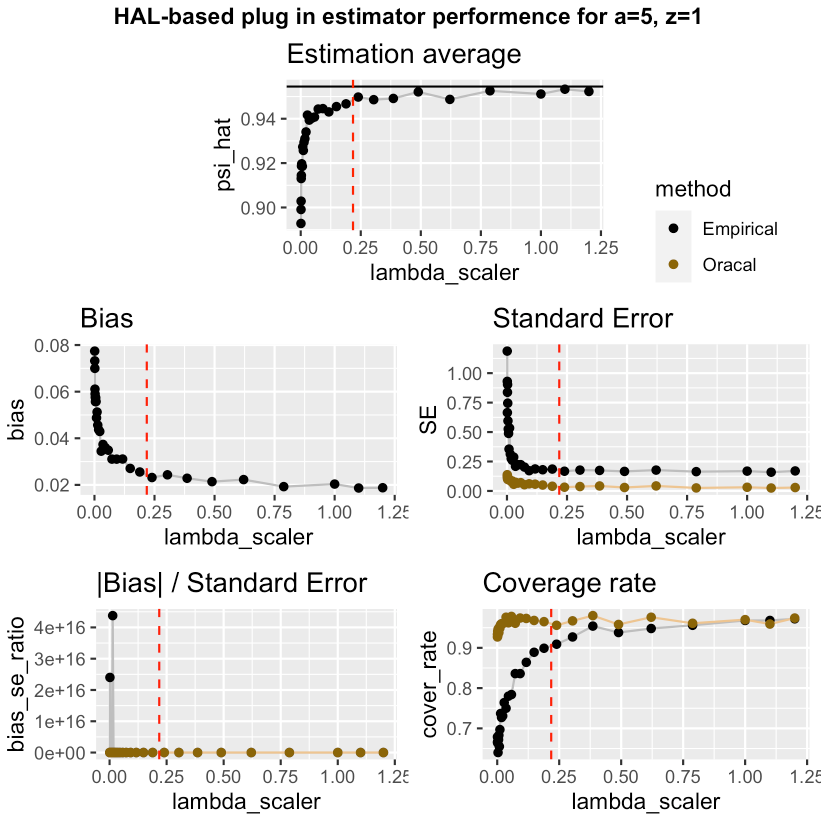 HAL-based plug in estimator performence for a=5, z=1
Estimation average
psi_hat
0.94
0.92
0.90
0.00 0.25 0.50 0.75 1.00 1.25
lambda_scaler
method
Empirical
Oracal
Bias
bias
0.08
0.06
0.04
0.02
0.00 0.25 0.50 0.75 1.00 1.25
lambda_scaler
Standard Error
SE
1.00
0.75
0.50
0.25
0.00
0.00 0.25 0.50 0.75 1.00 1.25
lambda_scaler
|Bias| / Standard Error
bias_se_ratio
4e+16
3e+16
2e+16
1e+16
0e+00
0.00 0.25 0.50 0.75 1.00 1.25
lambda_scaler
Coverage rate
cover_rate
0.9
0.8
0.7
0.00 0.25 0.50 0.75 1.00 1.25
lambda_scaler